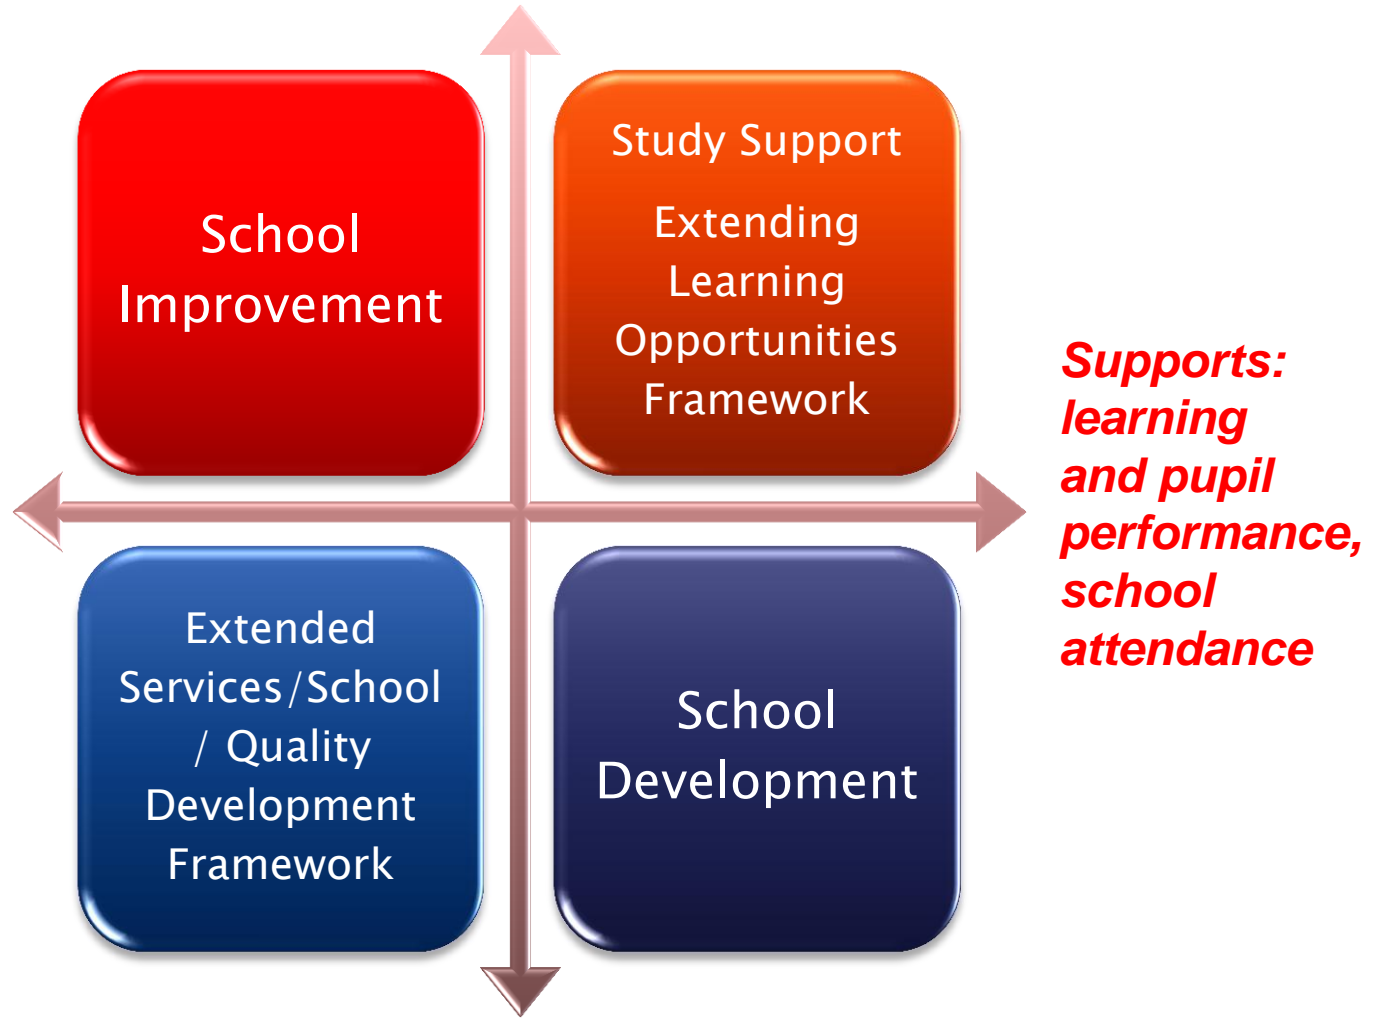 School
Improvement
Study Support
Extending
Learning
Opportunities
Framework
Extended
Services/School
/ Quality
Development
Framework
School
Development
Supports:
learning
and pupil
performance,
school
attendance